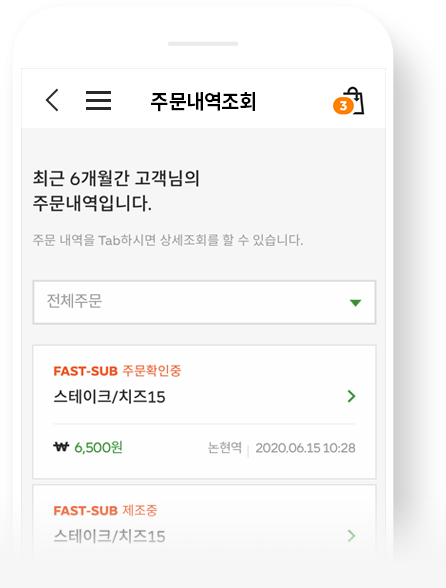 주문내역조회
3
최근 6개월간 고객님의
주문내역입니다.
주문 내역을 Tab하시면 상세조회를 할 수 있습니다.
전체주문
FAST-SUB 주문확인중
스테이크/치즈15
₩ 6,500원 논현역 | 2020.06.15 10:28
FAST-SUB 제조중
스테이크/치즈15